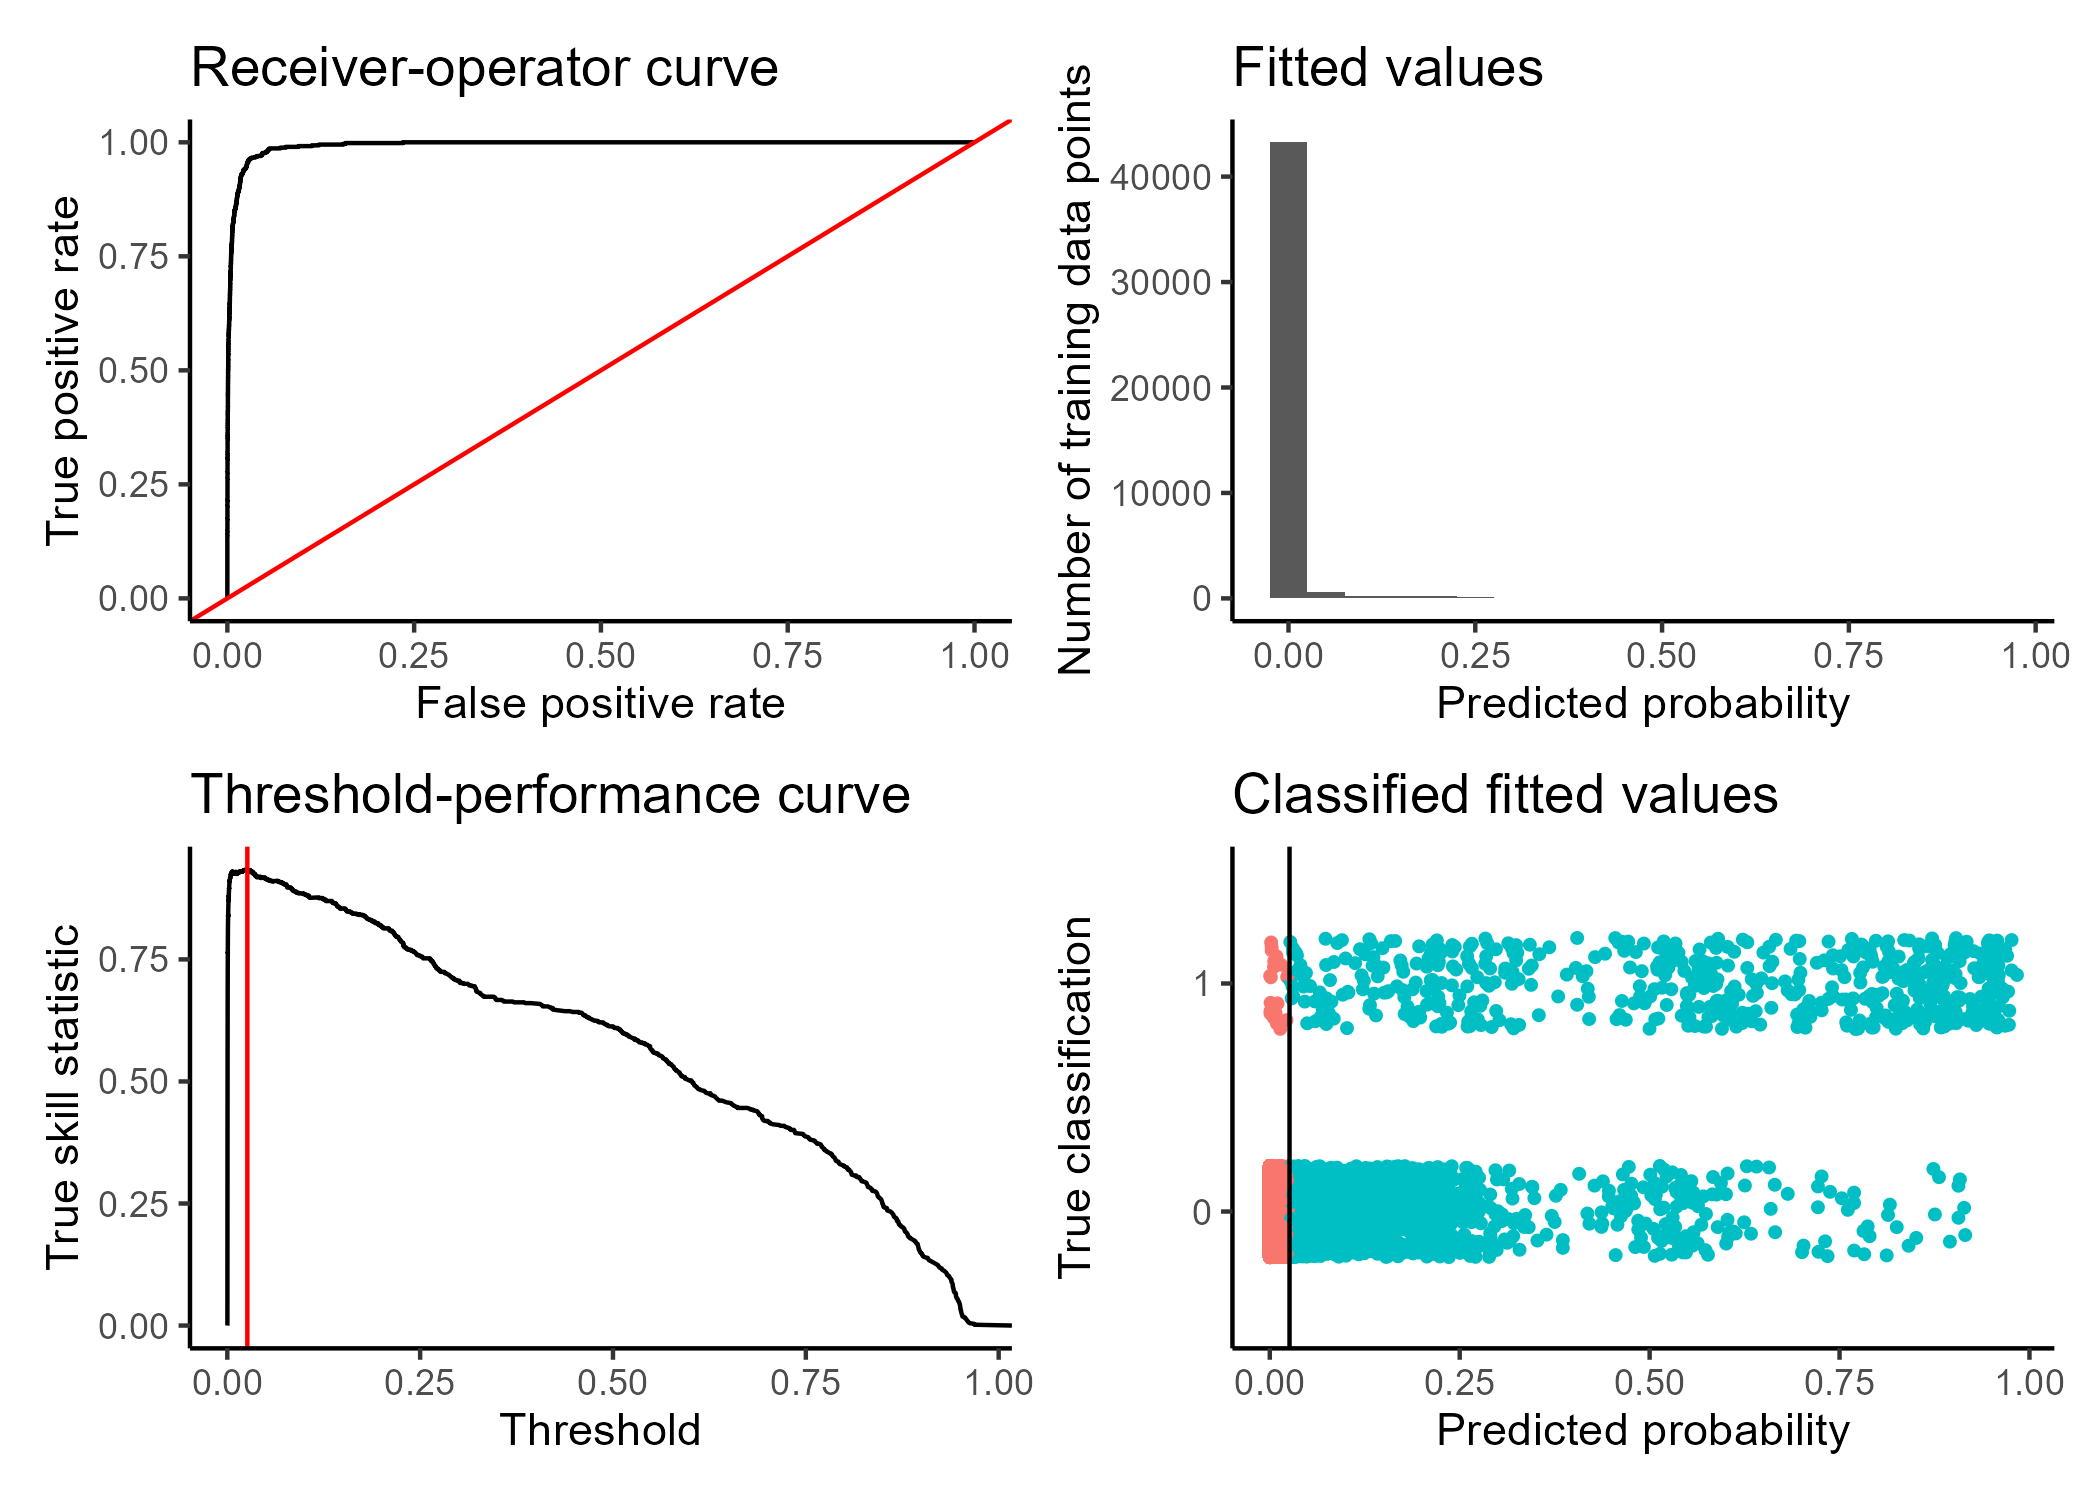 Receiver-operator curve
True positive rate
1.00
0.75
0.50
0.25
0.00
0.00 0.25 0.50 0.75 1.00
False positive rate
Fitted values
Number of training data points
40000
30000
20000
10000
0
0.00 0.25 0.50 0.75 1.00
Predicted probability
Threshold-performance curve
True skill statistic
0.75
0.50
0.25
0.00
0.00 0.25 0.50 0.75 1.00
Threshold
Classified fitted values
True classification
1
0
0.00 0.25 0.50 0.75 1.00
Predicted probability